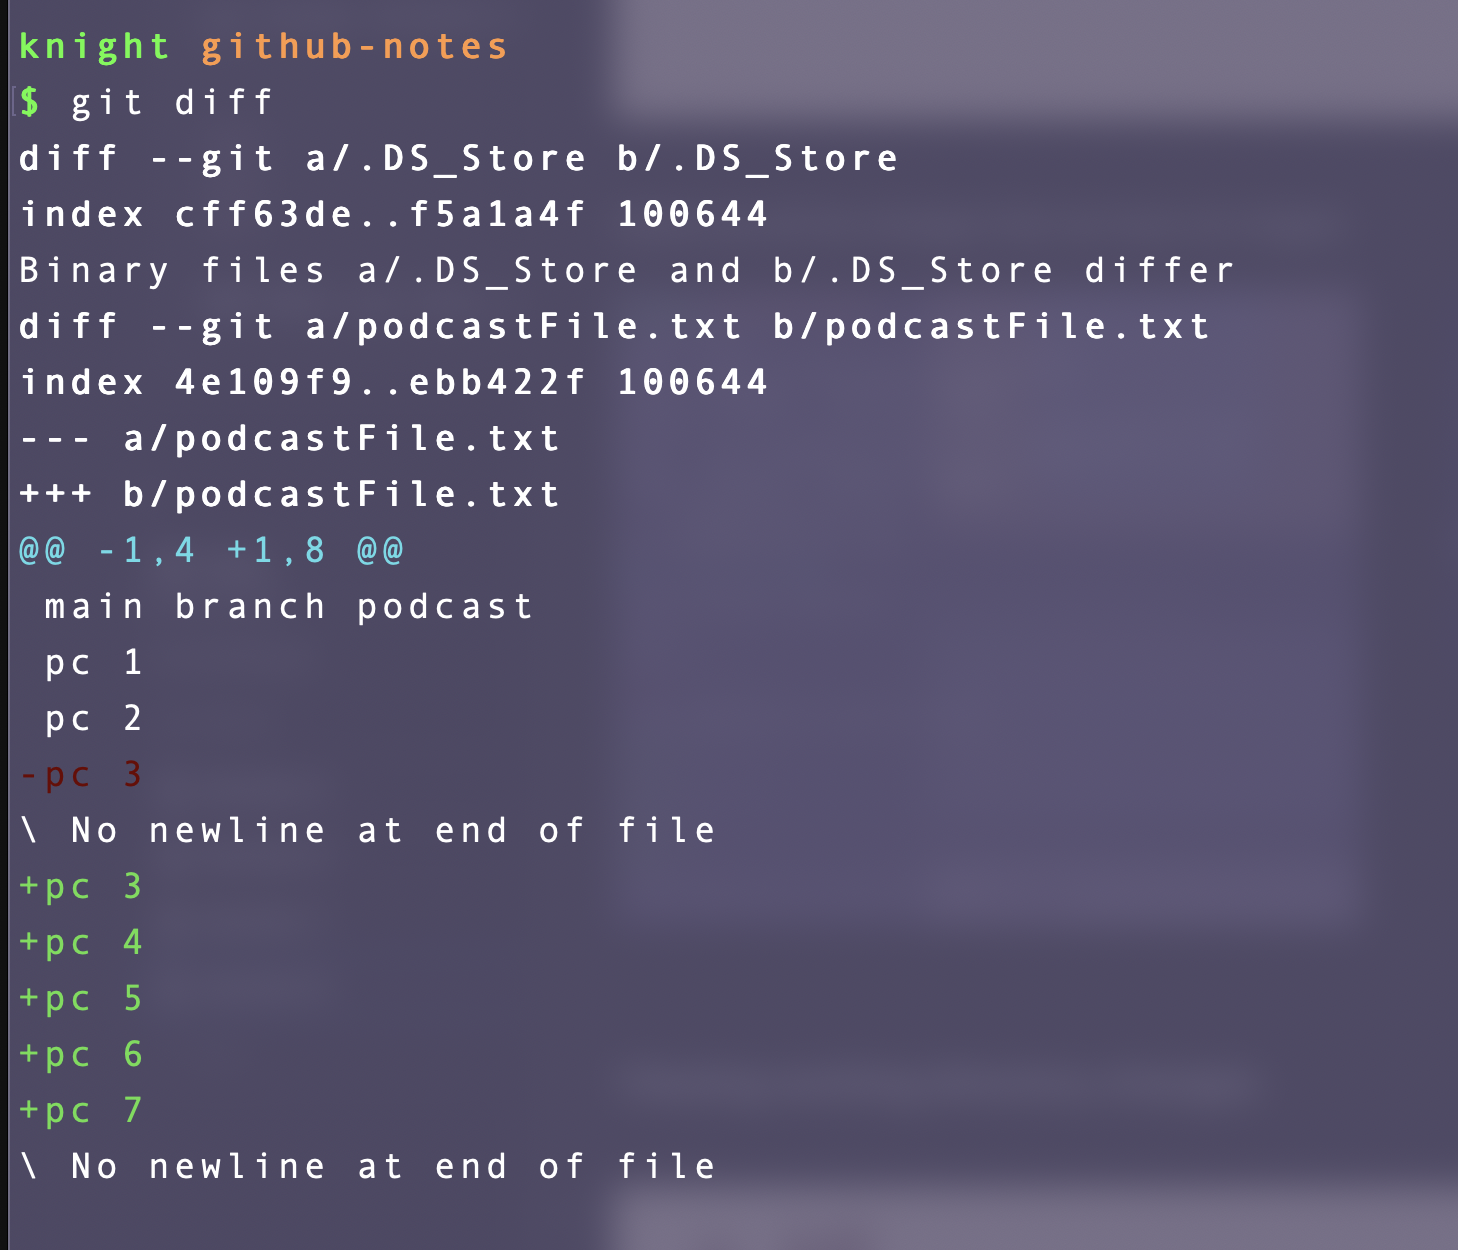 knight github-notes
$ git diff
diff --git a/.DS_Store b/.DS_Store
index cff63de..f5a1a4f 100644
Binary files a/.DS_Store and b/.DS_Store differ
diff --git a/podcastFile.txt b/podcastFile.txt
index 4e109f9..ebb422f 100644
--- a/podcastFile.txt
+++ b/podcastFile.txt
@@ -1,4 +1,8 @@
 main branch podcast
 pc 1
 pc 2
-pc 3
\ No newline at end of file
+pc 3
+pc 4
+pc 5
+pc 6
+pc 7
\ No newline at end of file